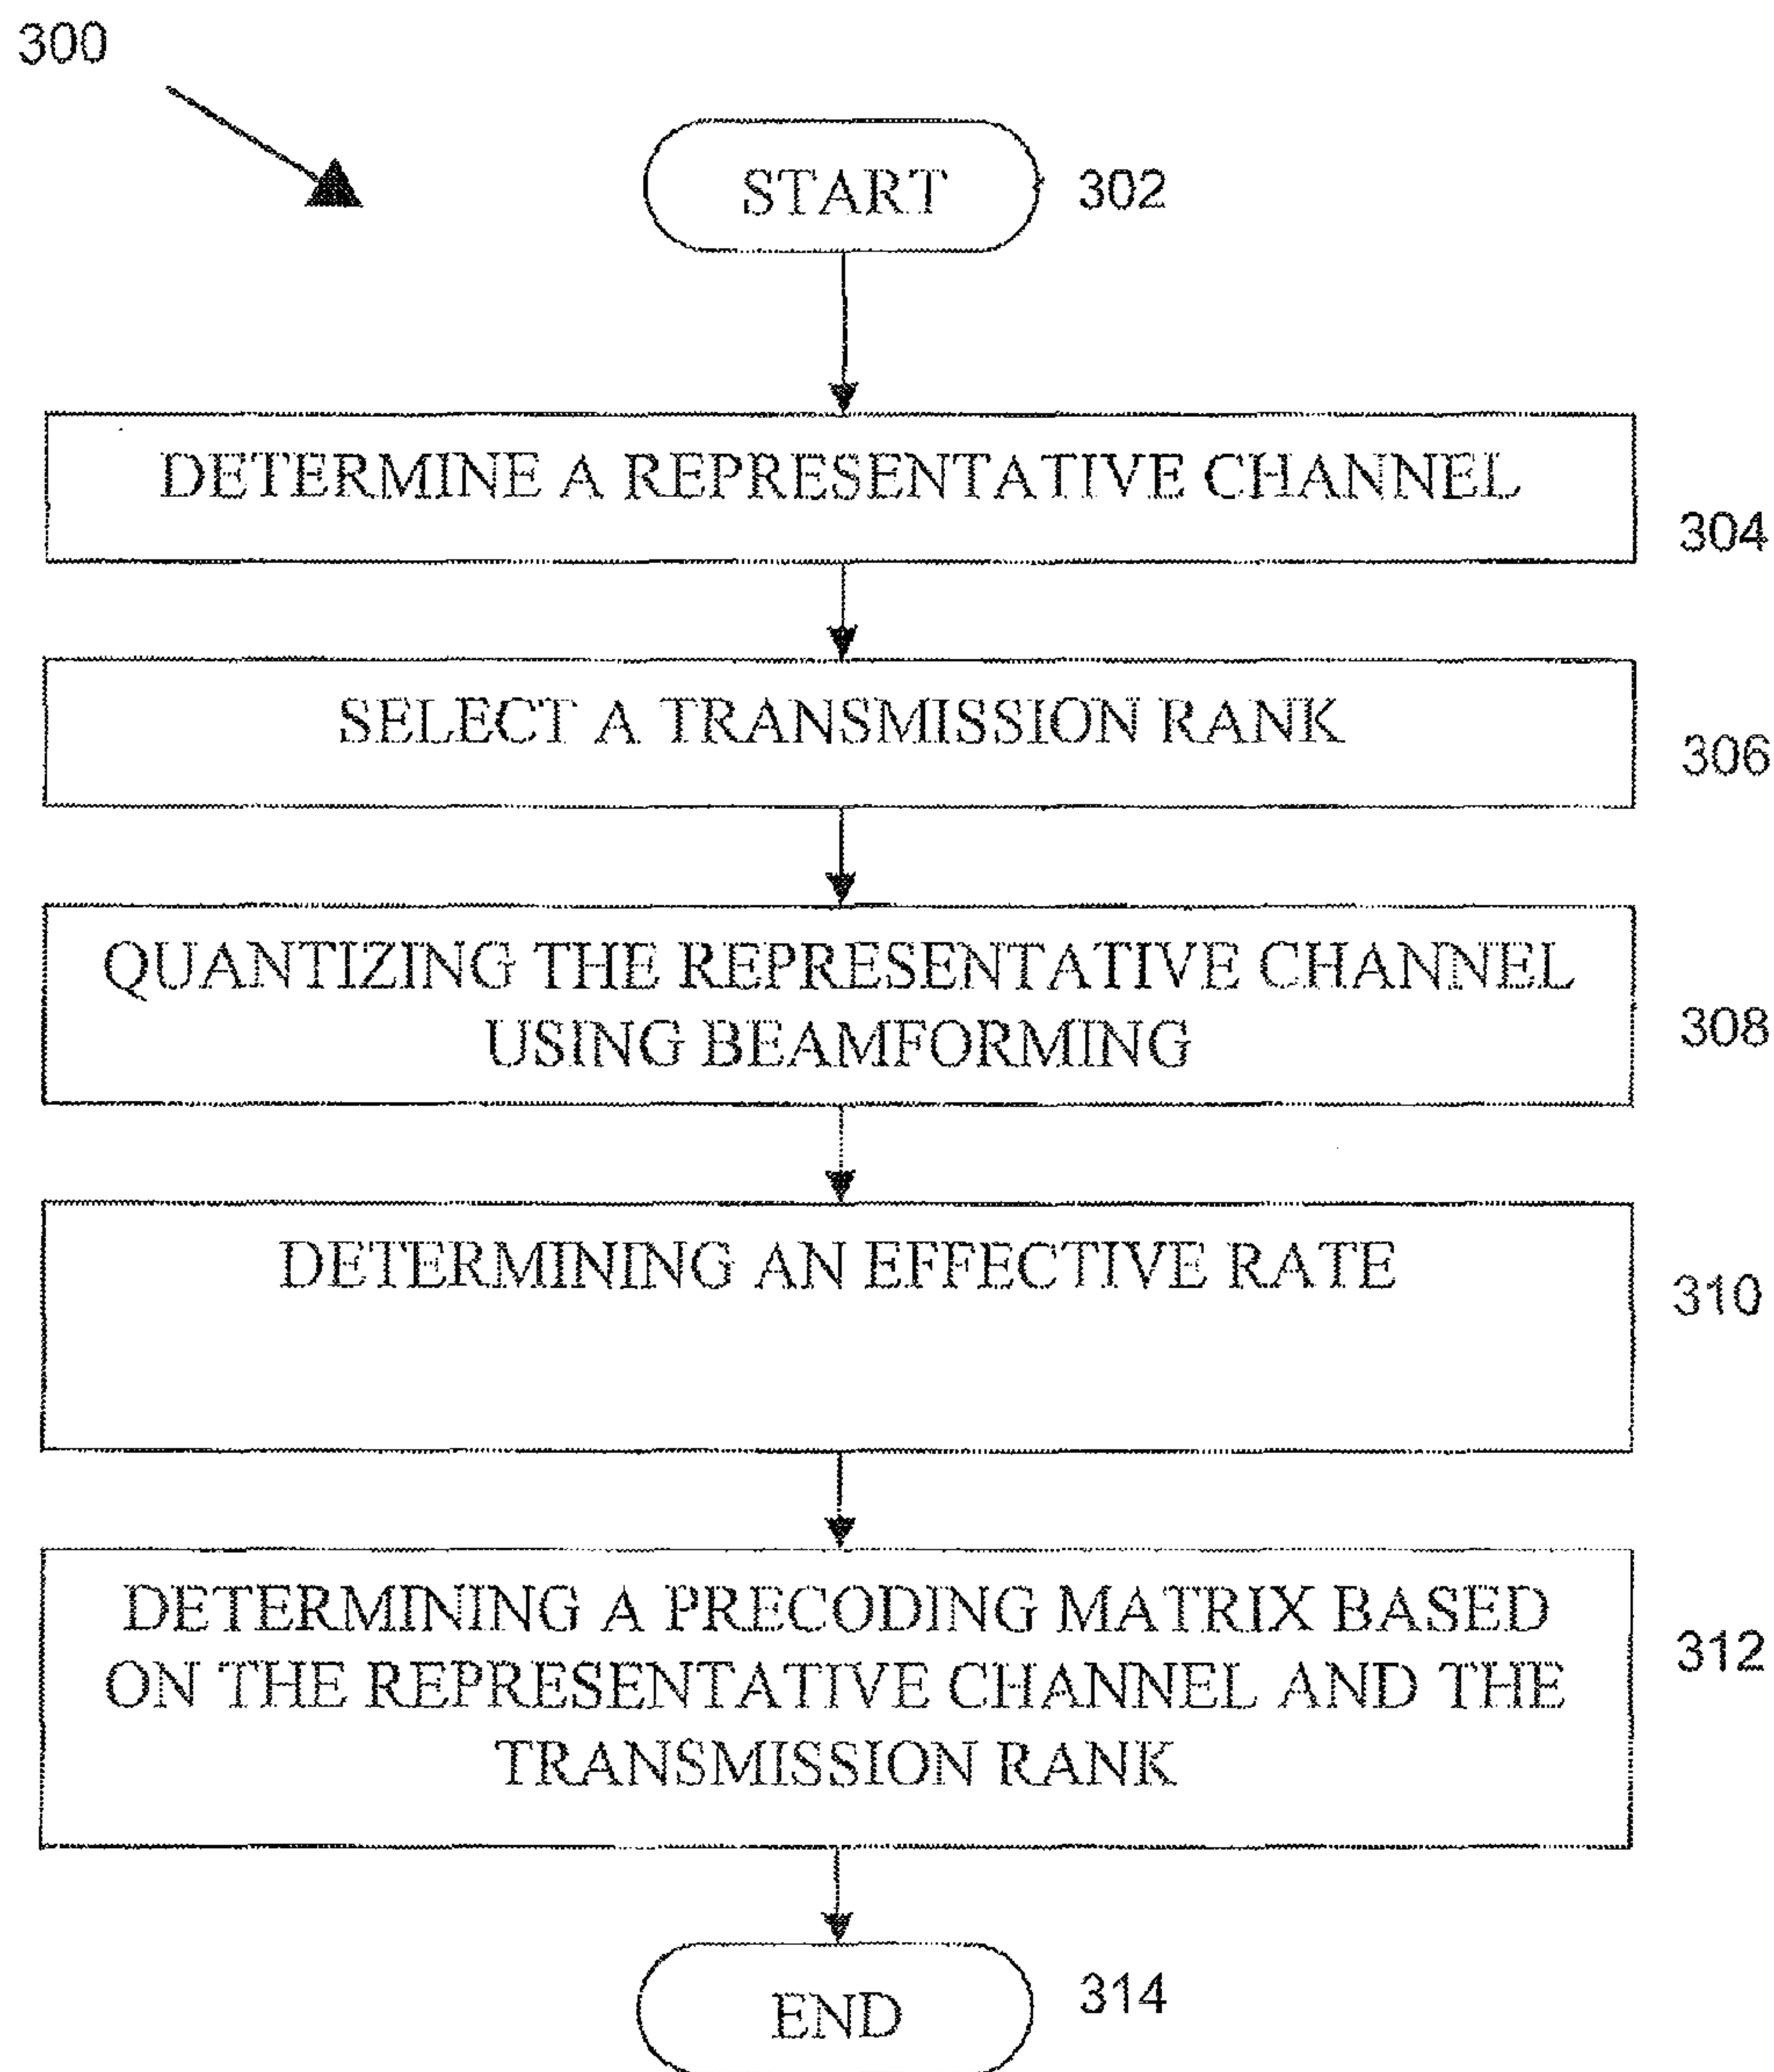 300
START
302
DETERMINE A REPRESENTATIVE CHANNEL
304
SELECT A TRANSMISSION RANK
306
QUANTIZING THE REPRESENTATIVE CHANNEL
USING BEAMFORMING
308
DETERMINING AN EFFECTIVE RATE
310
DETERMINING A PRECODING MATRIX BASED
ON THE REPRESENTATIVE CHANNEL AND THE
TRANSMISSION RANK
312
END
314